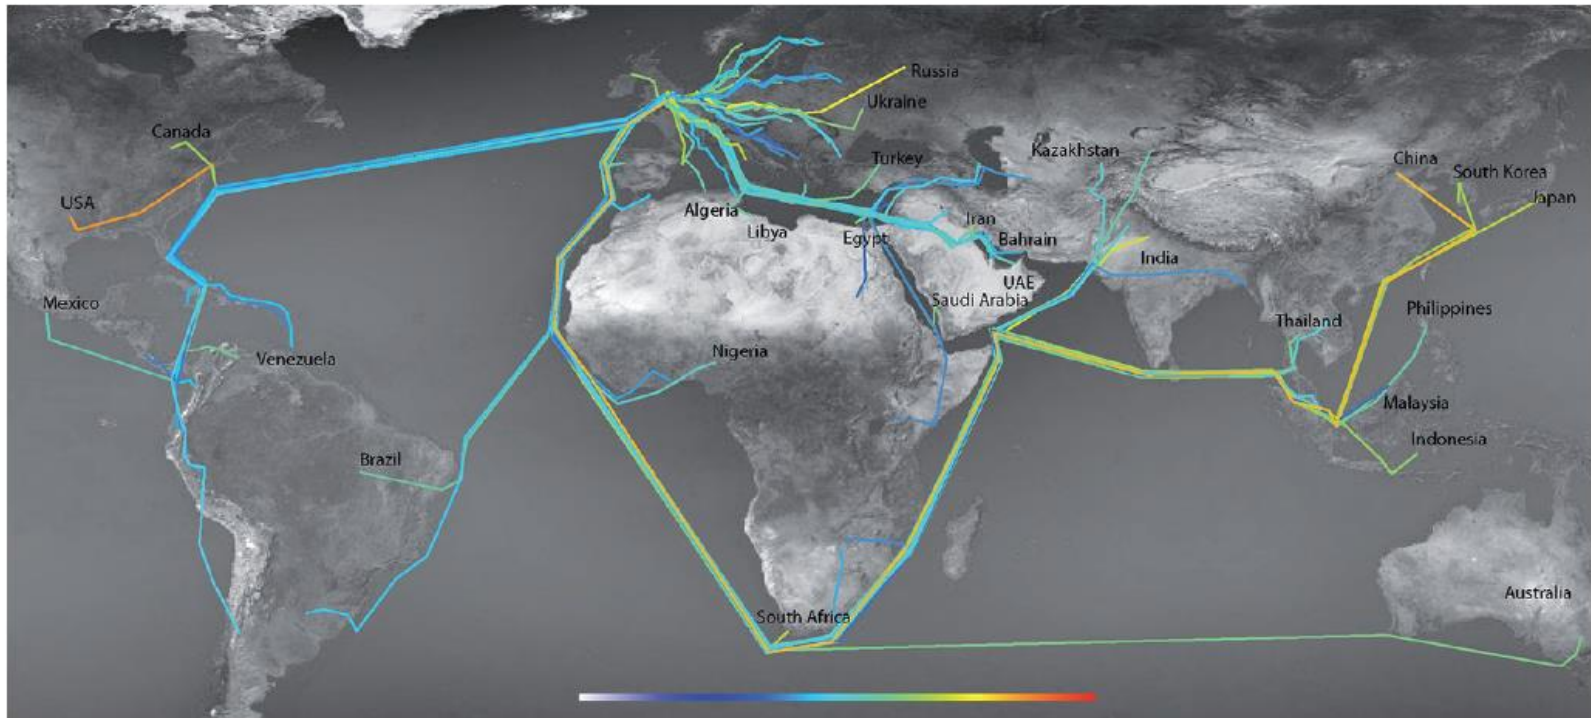 Russia
Ukraine
Canada
Kazakhstan
China
Turkey
South Korea
USA
Japan
Algeria
Iran
Libya
Egypt
Bahrain
India
UAE
Saudi Arabia
Mexico
Philippines
Thailand
Nigeria
Venezuela
Malaysia
Indonesia
Brazil
Australia
South Africa